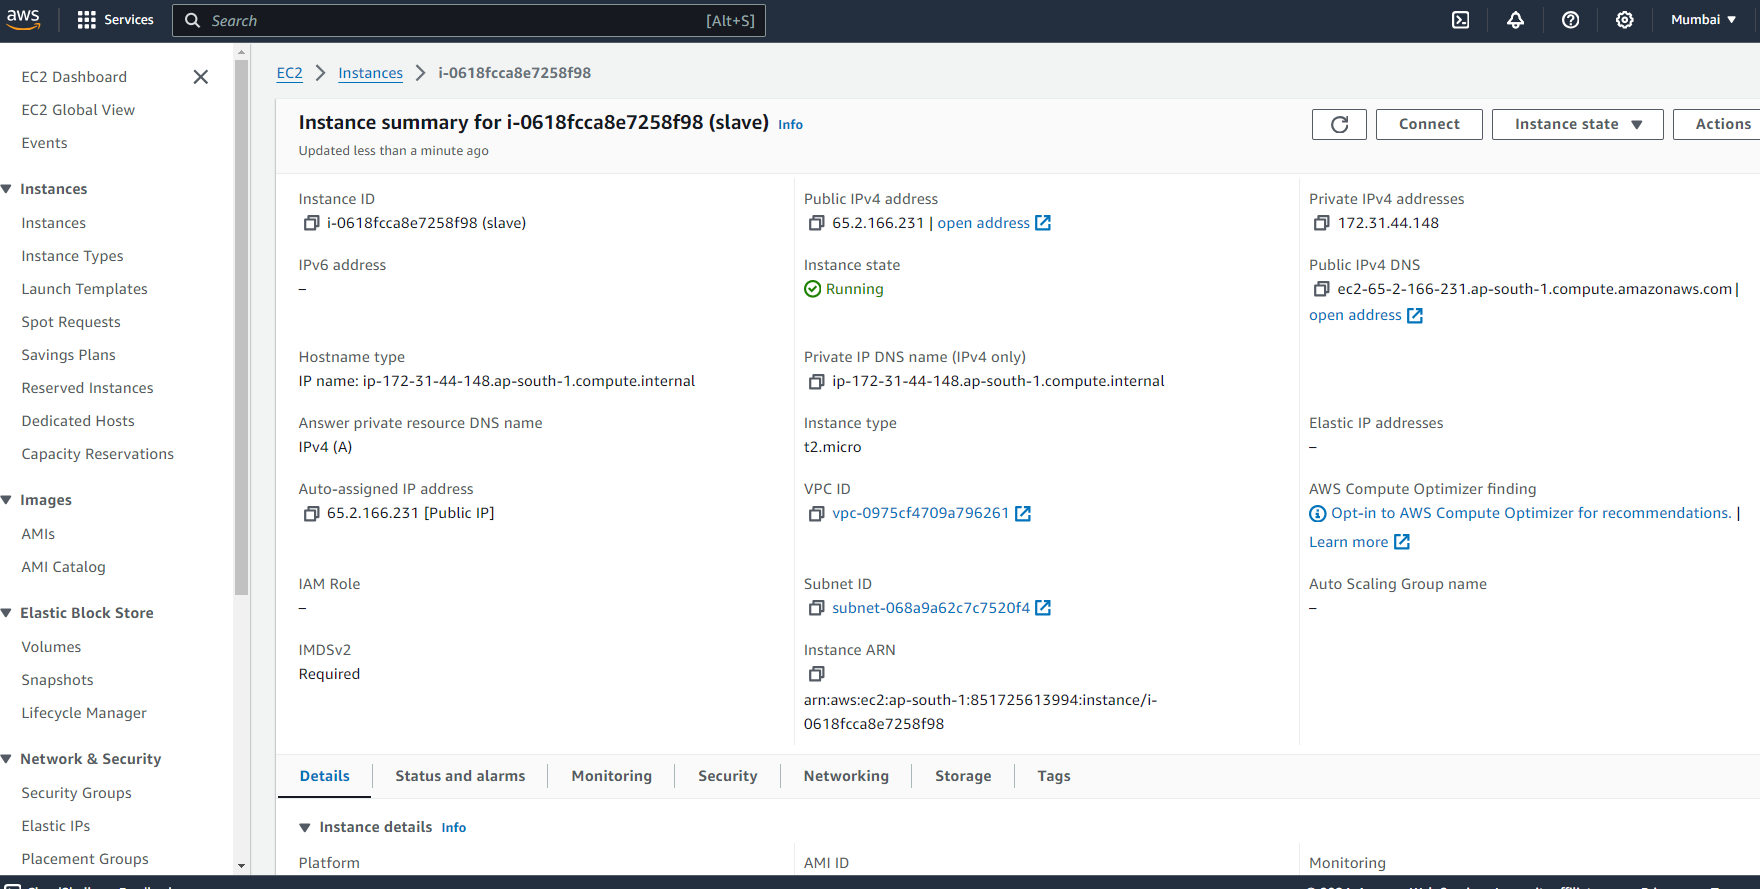 aws
Services
Search
[Alt+S]
Mumbai
EC2 Dashboard
EC2 Global View
Events
Instances
Instances
Instance Types
Launch Templates
Spot Requests
Savings Plans
Reserved Instances
Dedicated Hosts
Capacity Reservations
Images
AMIs
AMI Catalog
Elastic Block Store
Volumes
Snapshots
Lifecycle Manager
Network & Security
Security Groups
Elastic IPs
Placement Groups
EC2 > Instances > i-0618fcca8e7258f98
Instance summary for i-0618fcca8e7258f98 (slave) Info
Updated less than a minute ago
Connect
Instance state
Actions
Instance ID
i-0618fcca8e7258f98 (slave)
Public IPv4 address
65.2.166.231 | open address
Private IPv4 addresses
172.31.44.148
IPv6 address
–
Instance state
Running
Public IPv4 DNS
ec2-65-2-166-231.ap-south-1.compute.amazonaws.com |
open address
Hostname type
IP name: ip-172-31-44-148.ap-south-1.compute.internal
Private IP DNS name (IPv4 only)
ip-172-31-44-148.ap-south-1.compute.internal
Answer private resource DNS name
IPv4 (A)
Instance type
t2.micro
Elastic IP addresses
–
Auto-assigned IP address
65.2.166.231 [Public IP]
VPC ID
vpc-0975cf4709a796261
AWS Compute Optimizer finding
Opt-in to AWS Compute Optimizer for recommendations. |
Learn more
IAM Role
–
Subnet ID
subnet-068a9a62c7c7520f4
Auto Scaling Group name
–
IMDSv2
Required
Instance ARN
arn:aws:ec2:ap-south-1:851725613994:instance/i-
0618fcca8e7258f98
Details
Status and alarms
Monitoring
Security
Networking
Storage
Tags
Instance details Info
Platform
AMI ID
Monitoring